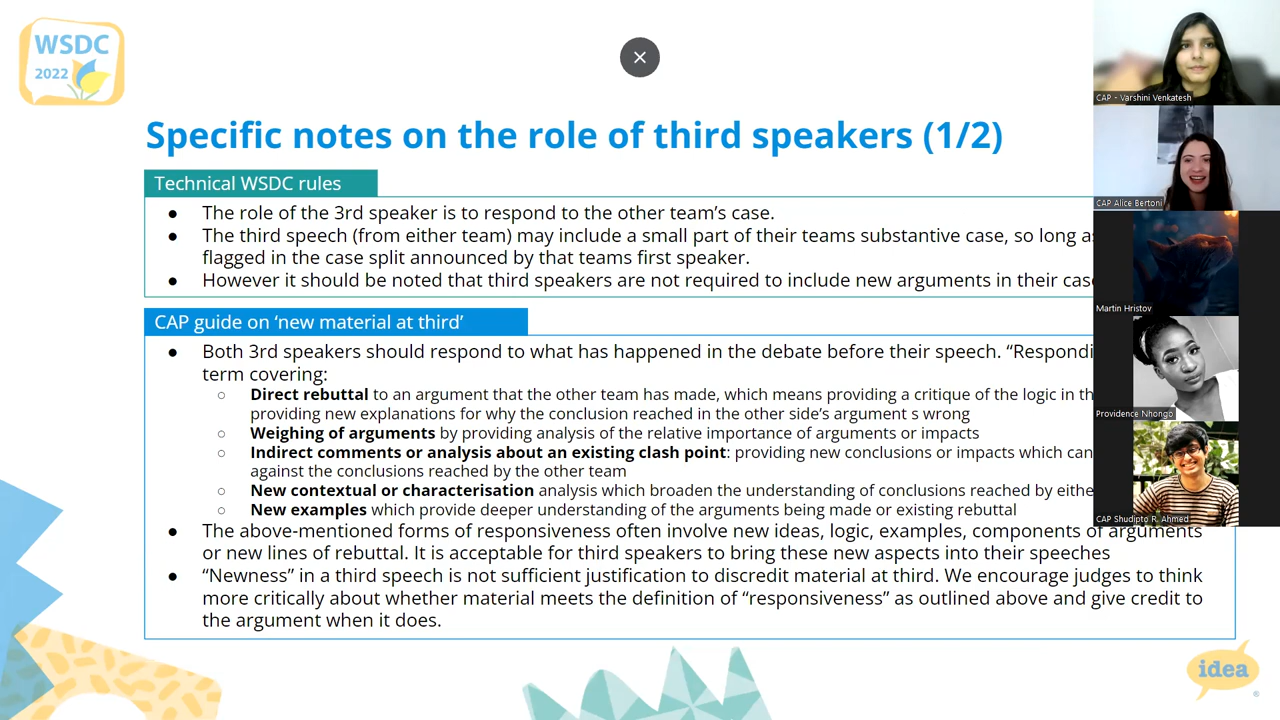 WSDC
2022
Specific notes on the role of third speakers (1/2)
Technical WSDC rules
● The role of the 3rd speaker is to respond to the other team's case.
● The third speech (from either team) may include a small part of their teams substantive case, so long
flagged in the case split announced by that teams first speaker.
● However it should be noted that third speakers are not required to include new arguments in their
CAP guide on 'new material at third'
● Both 3rd speakers should respond to what has happened in the debate before their speech.
term covering:
○ Direct rebuttal to an argument that the other team has made, which means providing a critique of the logic in
providing new explanations for why the conclusion reached in the other side's argument s wrong
○ Weighing of arguments by providing analysis of the relative importance of arguments or impacts
○ Indirect comments or analysis about an existing clash point: providing new conclusions or impacts which can
against the conclusions reached by the other team
○ New contextual or characterisation analysis which broaden the understanding of conclusions reached by
○ New examples which provide deeper understanding of the arguments being made or existing rebuttal
● The above-mentioned forms of responsiveness often involve new ideas, logic, examples, components of arguments
or new lines of rebuttal. It is acceptable for third speakers to bring these new aspects into their speeches
● “Newness” in a third speech is not sufficient justification to discredit material at third. We encourage judges to think
more critically about whether material meets the definition of “responsiveness” as outlined above and give credit to
the argument when it does.
CAP - Varshini Venkatesh
CAP Alice Bertoni
Martin Hristov
Providence Nhongo
CAP Shudipto R. Ahmed
idea
®